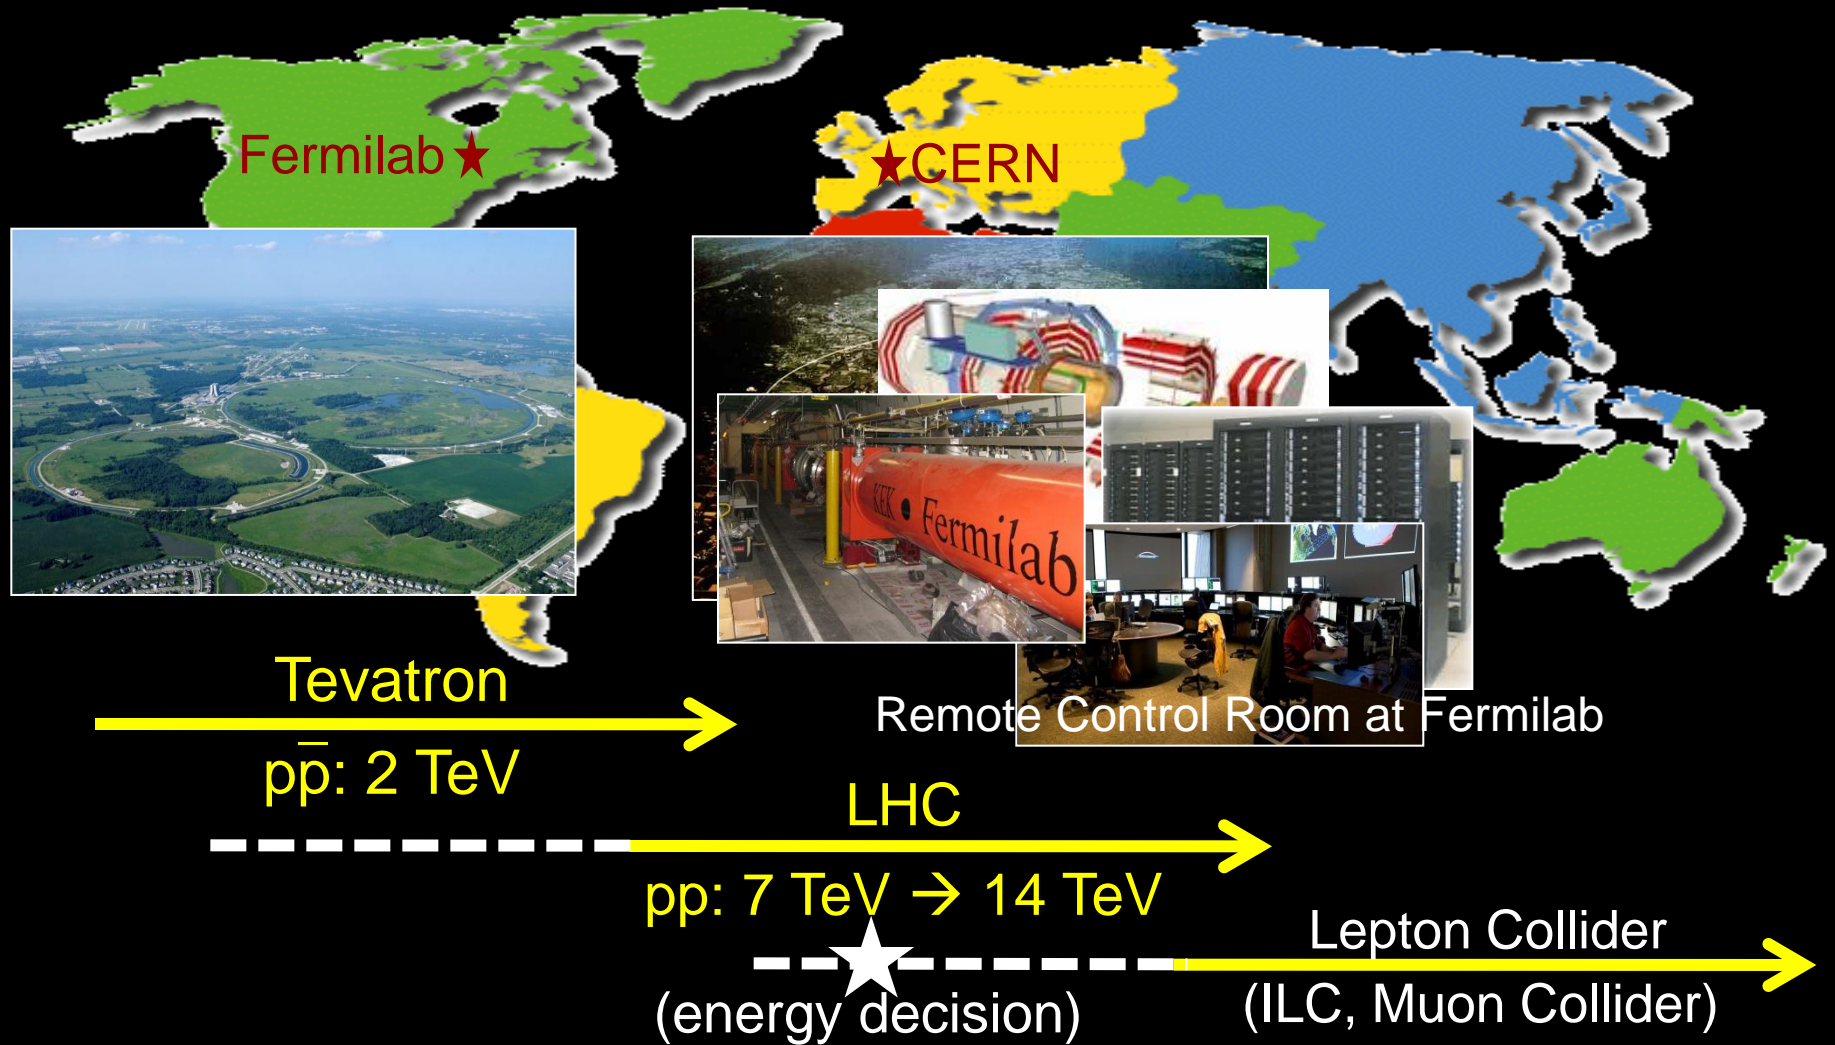 Fermilab
CERN
KEK • Fermilab
Tevatron
Remote Control Room at Fermilab
pp̅: 2 TeV
LHC
pp: 7 TeV → 14 TeV
Lepton Collider
(energy decision)
(ILC, Muon Collider)